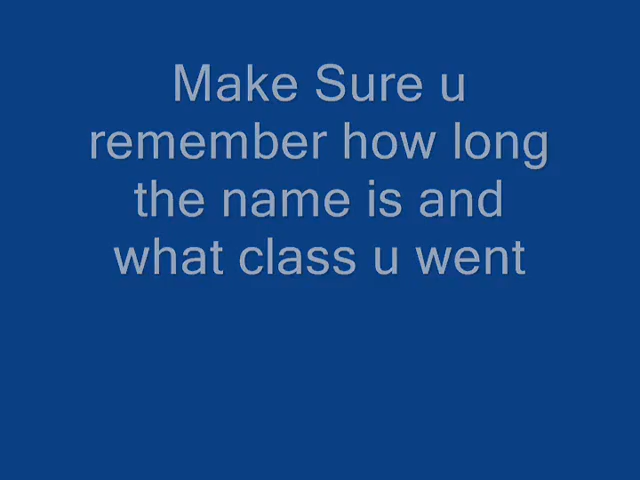 Make Sure u
remember how long
the name is and
what class u went